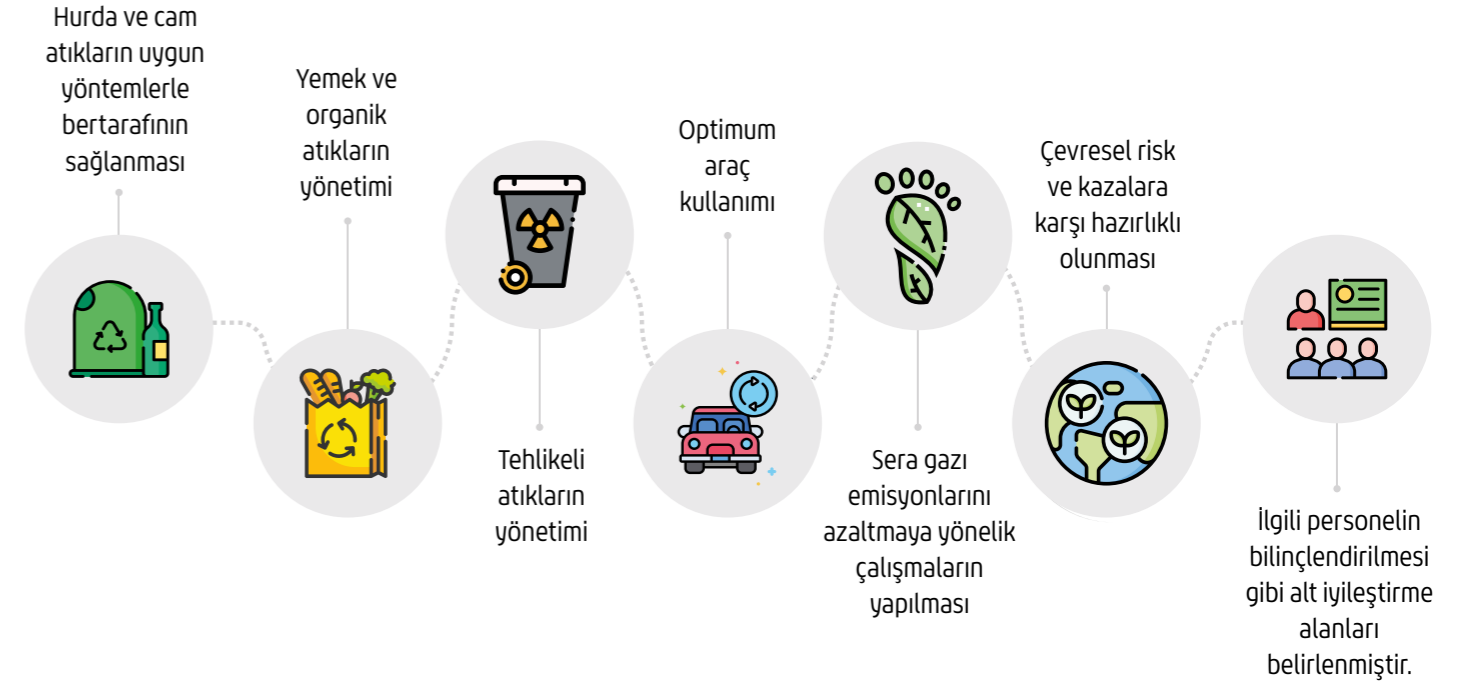 Hurda ve cam
atıkların uygun
yöntemlerle
bertarafının
sağlanması
Yemek ve
organik
atıkların
yönetimi
Tehlikeli
atıkların
yönetimi
Optimum
araç
kullanımı
Sera gazı
emisyonlarını
azaltmaya yönelik
çalışmaların
yapılması
Çevresel risk
ve kazalara
karşı hazırlıklı
olunması
İlgili personelin
bilinçlendirilmesi
gibi alt iyileştirme
alanları
belirlenmiştir.